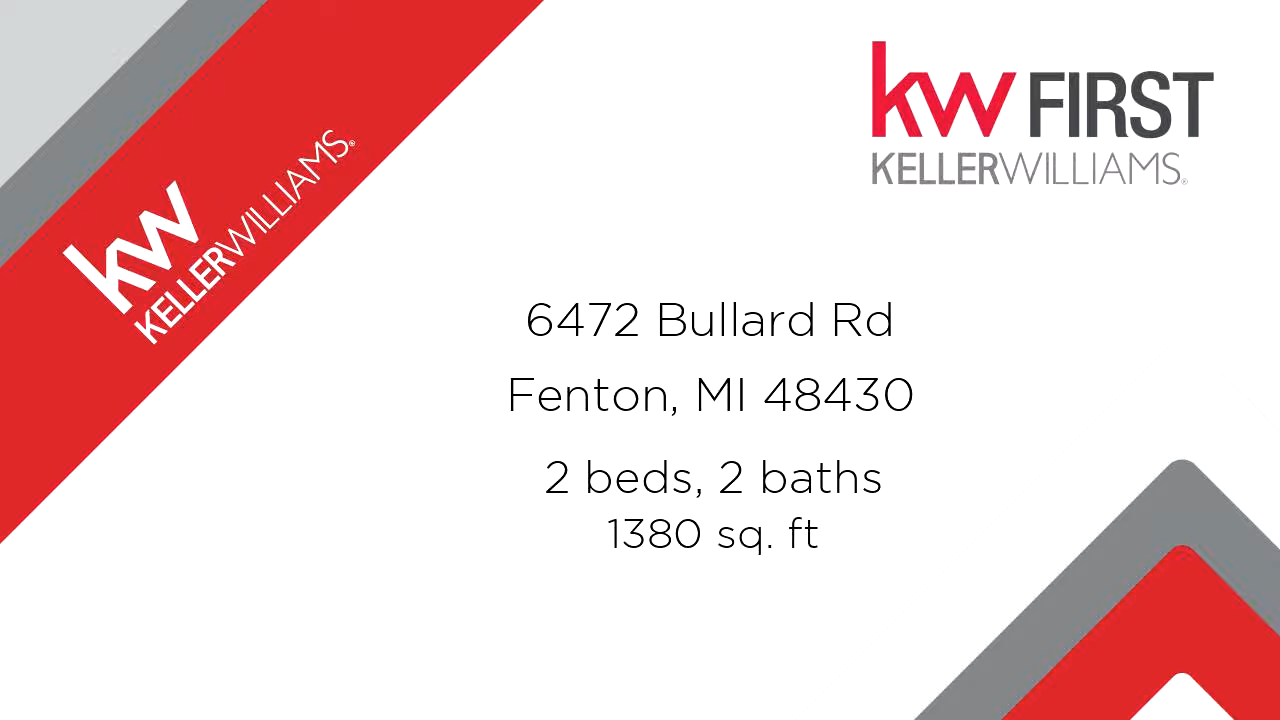 kw
KELLERWILLIAMS®
kw FIRST
KELLERWILLIAMS®
6472 Bullard Rd
Fenton, MI 48430
2 beds, 2 baths
1380 sq. ft